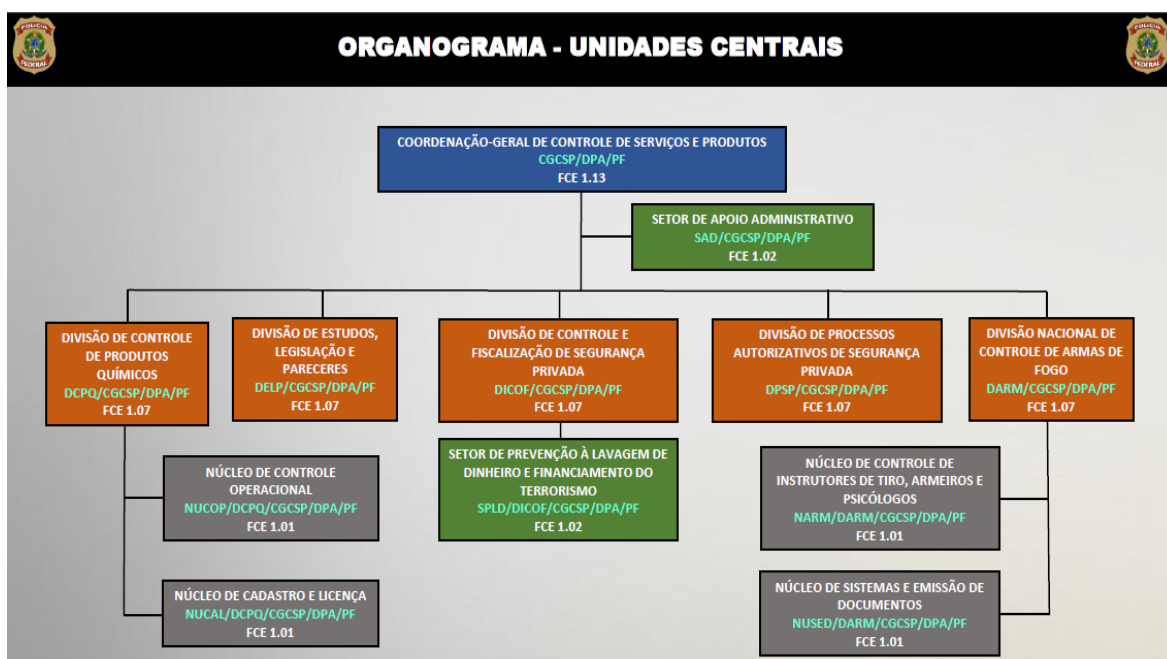 POLICIA
FEDERAL
ORGANOGRAMA - UNIDADES CENTRAIS
POLICIA
FEDERAL
COORDENAÇÃO-GERAL DE CONTROLE DE SERVIÇOS E PRODUTOS
CGCSP/DPA/PF
FCE 1.13
SETOR DE APOIO ADMINISTRATIVO
SAD/CGCSP/DPA/PF
FCE 1.02
DIVISÃO DE CONTROLE
DE PRODUTOS
QUÍMICOS
DCPQ/CGCSP/DPA/PF
FCE 1.07
DIVISÃO DE ESTUDOS,
LEGISLAÇÃO E
PARECERES
DELP/CGCSP/DPA/PF
FCE 1.07
DIVISÃO DE CONTROLE E
FISCALIZAÇÃO DE SEGURANÇA
PRIVADA
DICOF/CGCSP/DPA/PF
FCE 1.07
DIVISÃO DE PROCESSOS
AUTORIZATIVOS DE SEGURANÇA
PRIVADA
DPSP/CGCSP/DPA/PF
FCE 1.07
DIVISÃO NACIONAL DE
CONTROLE DE ARMAS DE
FOGO
DARM/CGCSP/DPA/PF
FCE 1.07
NÚCLEO DE CONTROLE
OPERACIONAL
NUCOP/DCPQ/CGCSP/DPA/PF
FCE 1.01
SETOR DE PREVENÇÃO À LAVAGEM DE
DINHEIRO E FINANCIAMENTO DO
TERRORISMO
SPLD/DICOF/CGCSP/DPA/PF
FCE 1.02
NÚCLEO DE CONTROLE DE
INSTRUTORES DE TIRO, ARMEIROS E
PSICÓLOGOS
NARM/DARM/CGCSP/DPA/PF
FCE 1.01
NÚCLEO DE CADASTRO E LICENÇA
NUCAL/DCPQ/CGCSP/DPA/PF
FCE 1.01
NÚCLEO DE SISTEMAS E EMISSÃO DE
DOCUMENTOS
NUSED/DARM/CGCSP/DPA/PF
FCE 1.01